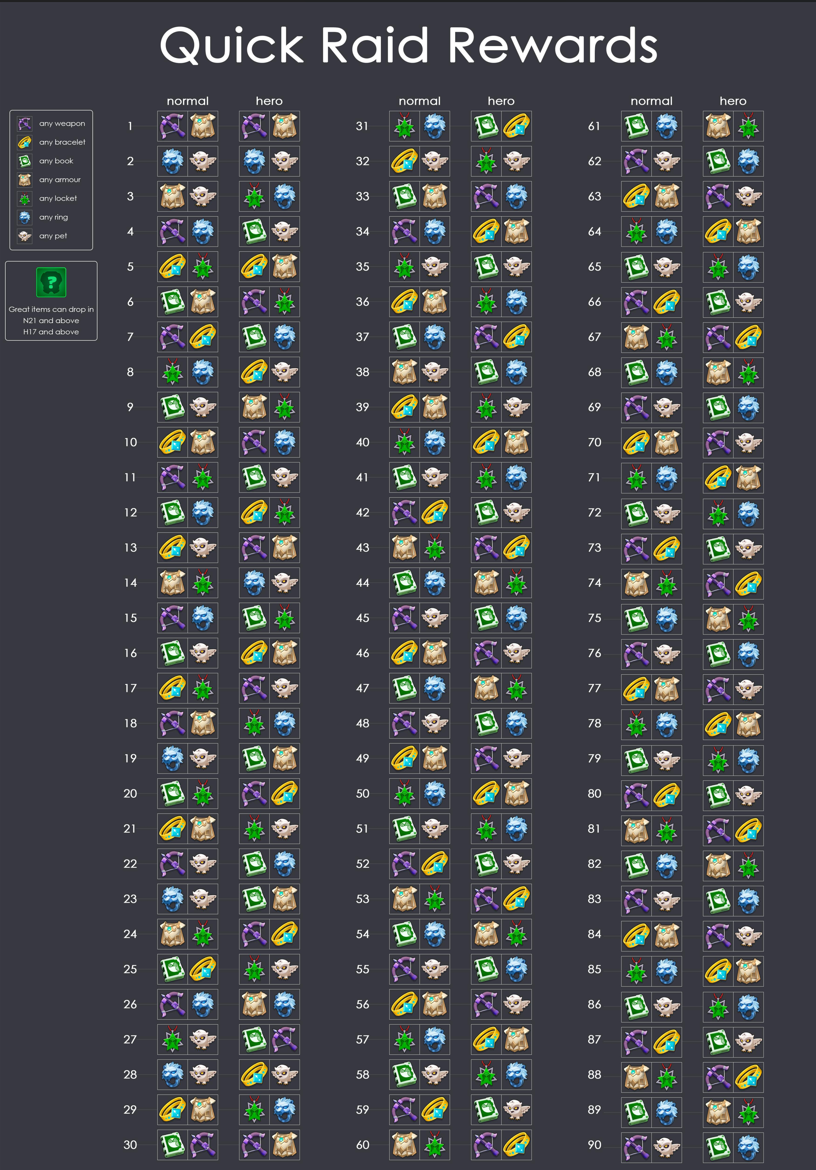 Quick Raid Rewards
normal hero normal hero normal hero
any weapon
any bracelet
any book
any armour
any locket
any ring
any pet
?
Great items can drop in
N21 and above
H17 and above
1 31 61
2 32 62
3 33 63
4 34 64
5 35 65
6 36 66
7 37 67
8 38 68
9 39 69
10 40 70
11 41 71
12 42 72
13 43 73
14 44 74
15 45 75
16 46 76
17 47 77
18 48 78
19 49 79
20 50 80
21 51 81
22 52 82
23 53 83
24 54 84
25 55 85
26 56 86
27 57 87
28 58 88
29 59 89
30 60 90